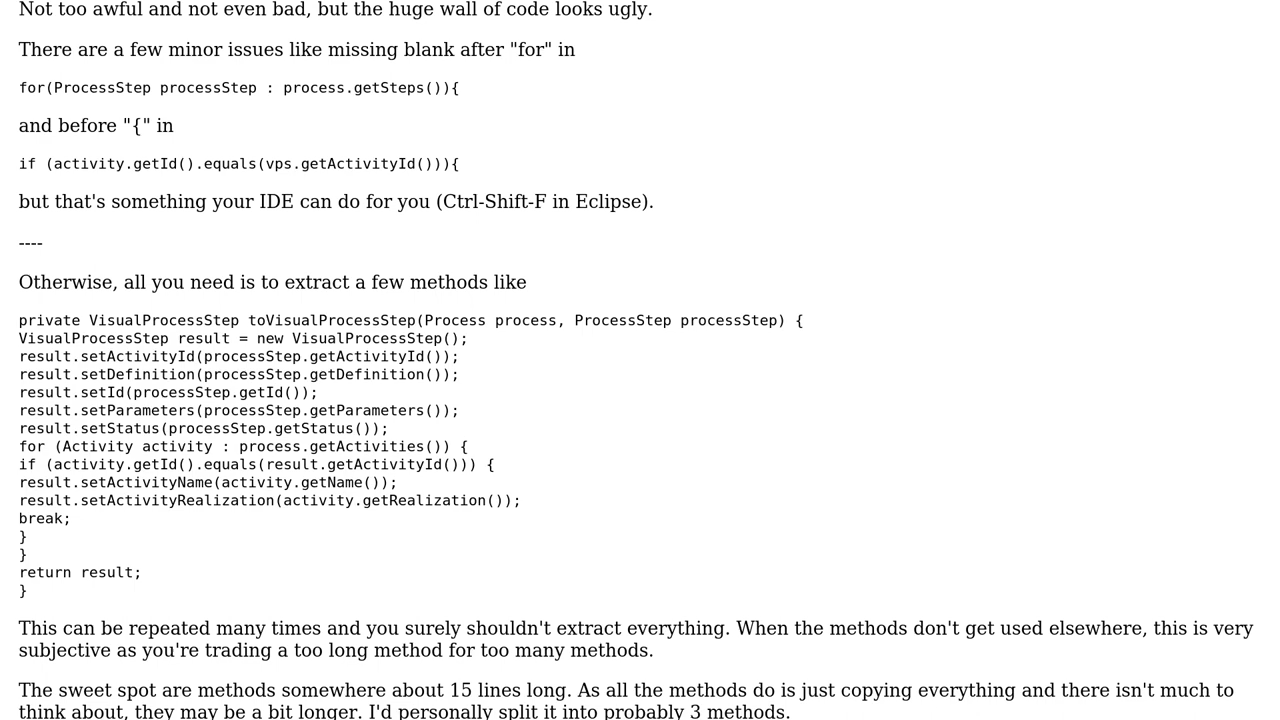 Not too awful and not even bad, but the huge wall of code looks ugly.
There are a few minor issues like missing blank after "for" in
for(ProcessStep processStep : process.getSteps()){
and before "{" in
if (activity.getId().equals(vps.getActivityId())){
but that's something your IDE can do for you (Ctrl-Shift-F in Eclipse).
----
Otherwise, all you need is to extract a few methods like
private VisualProcessStep toVisualProcessStep(Process process, ProcessStep processStep) {
VisualProcessStep result = new VisualProcessStep();
result.setActivityId(processStep.getActivityId());
result.setDefinition(processStep.getDefinition());
result.setId(processStep.getId());
result.setParameters(processStep.getParameters());
result.setStatus(processStep.getStatus());
for (Activity activity : process.getActivities()) {
if (activity.getId().equals(result.getActivityId())) {
result.setActivityName(activity.getName());
result.setActivityRealization(activity.getRealization());
break;
}
}
return result;
}
This can be repeated many times and you surely shouldn't extract everything. When the methods don't get used elsewhere, this is very
subjective as you're trading a too long method for too many methods.
The sweet spot are methods somewhere about 15 lines long. As all the methods do is just copying everything and there isn't much to
think about, they may be a bit longer. I'd personally split it into probably 3 methods.